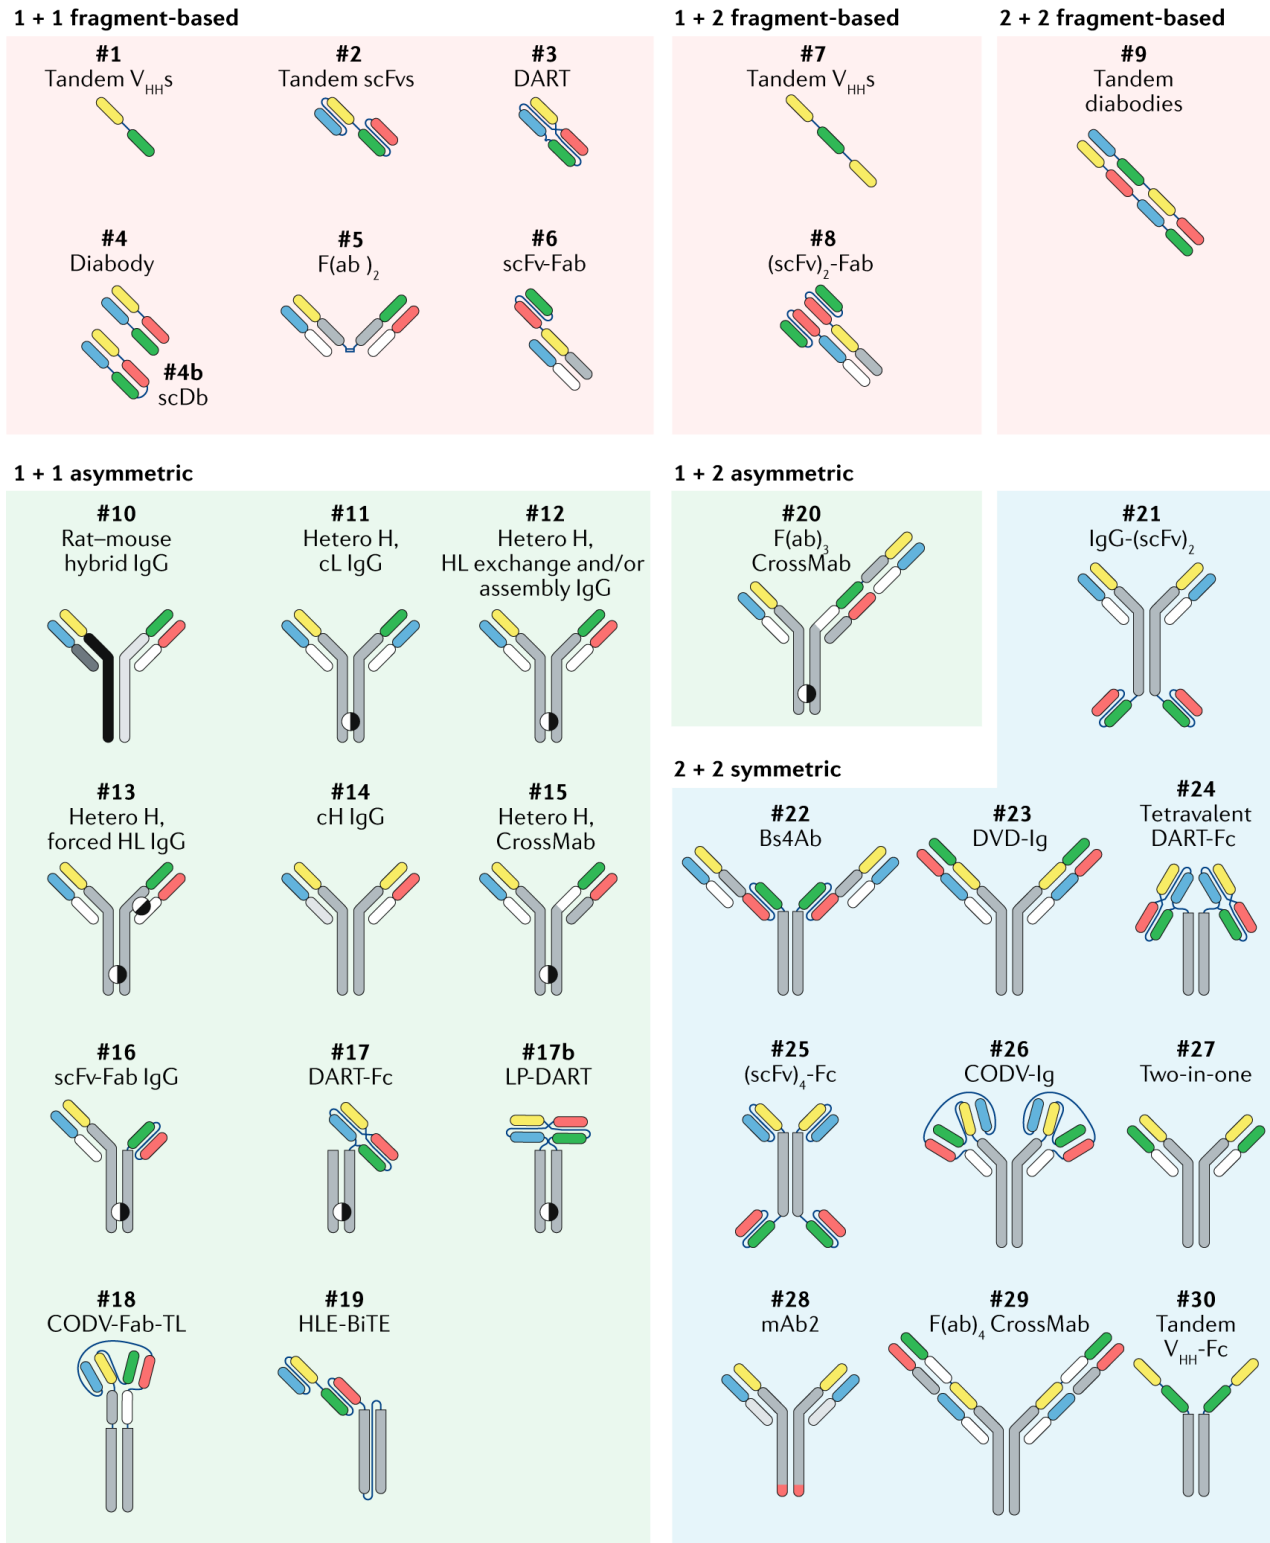 1 + 1 fragment-based
#1
Tandem VHHs
#2
Tandem scFvs
#3
DART
#4
Diabody
#4b
scDb
#5
F(ab )2
#6
scFv-Fab
1 + 2 fragment-based
#7
Tandem VHHs
#8
(scFv)2-Fab
2 + 2 fragment-based
#9
Tandem
diabodies
1 + 1 asymmetric
#10
Rat–mouse
hybrid IgG
#11
Hetero H,
cL IgG
#12
Hetero H,
HL exchange and/or
assembly IgG
#13
Hetero H,
forced HL IgG
#14
cH IgG
#15
Hetero H,
CrossMab
#16
scFv-Fab IgG
#17
DART-Fc
#17b
LP-DART
#18
CODV-Fab-TL
#19
HLE-BiTE
1 + 2 asymmetric
#20
F(ab)3
CrossMab
2 + 2 symmetric
#21
IgG-(scFv)2
#22
Bs4Ab
#23
DVD-Ig
#24
Tetravalent
DART-Fc
#25
(scFv)4-Fc
#26
CODV-Ig
#27
Two-in-one
#28
mAb2
#29
F(ab)4 CrossMab
#30
Tandem
VHH-Fc